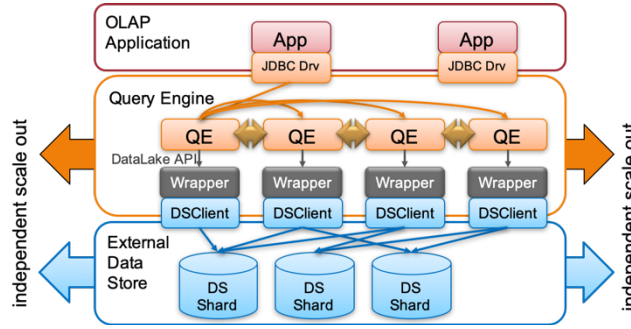 OLAP
Application
App
App
JDBC Drv
JDBC Drv
Query Engine
QE
QE
QE
QE
DataLake API
Wrapper
Wrapper
Wrapper
Wrapper
DSClient
DSClient
DSClient
DSClient
External
Data
Store
DS
Shard
DS
Shard
DS
Shard
independent scale out
independent scale out